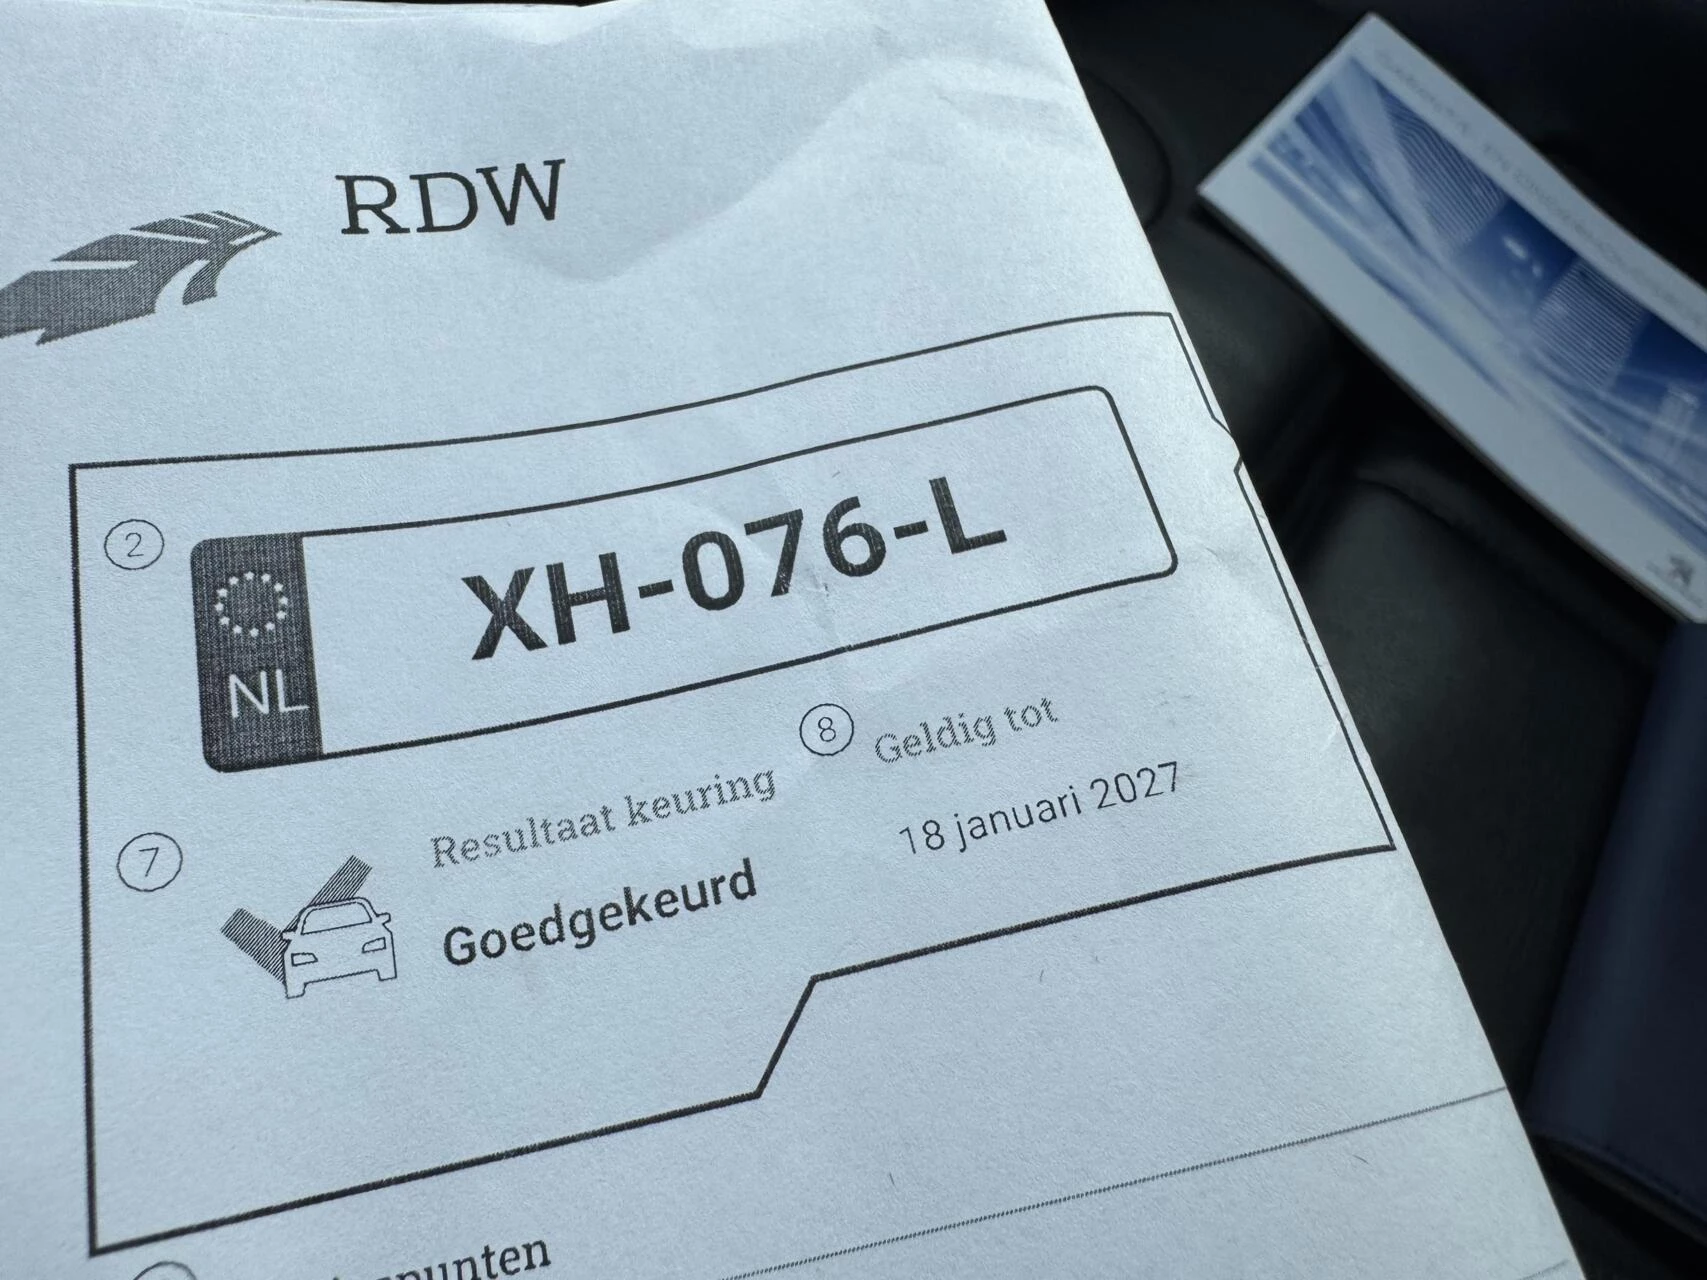 RDW
2
NL
XH-076-L
7
Resultaat keuring
Goedgekeurd
8
Geldig tot
18 januari 2027